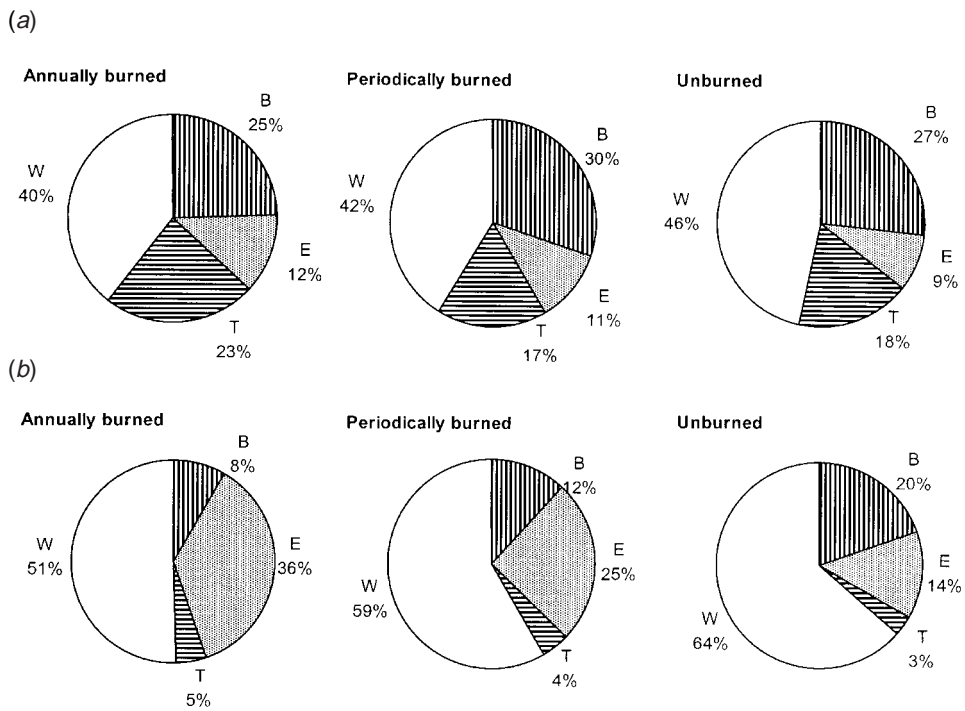 (a)
Annually burned
B
25%
W
40%
E
12%
T
23%
Periodically burned
B
30%
W
42%
E
11%
T
17%
Unburned
B
27%
W
46%
E
9%
T
18%
(b)
Annually burned
B
8%
W
51%
E
36%
T
5%
Periodically burned
B
12%
E
25%
W
59%
T
4%
Unburned
B
20%
E
14%
W
64%
T
3%